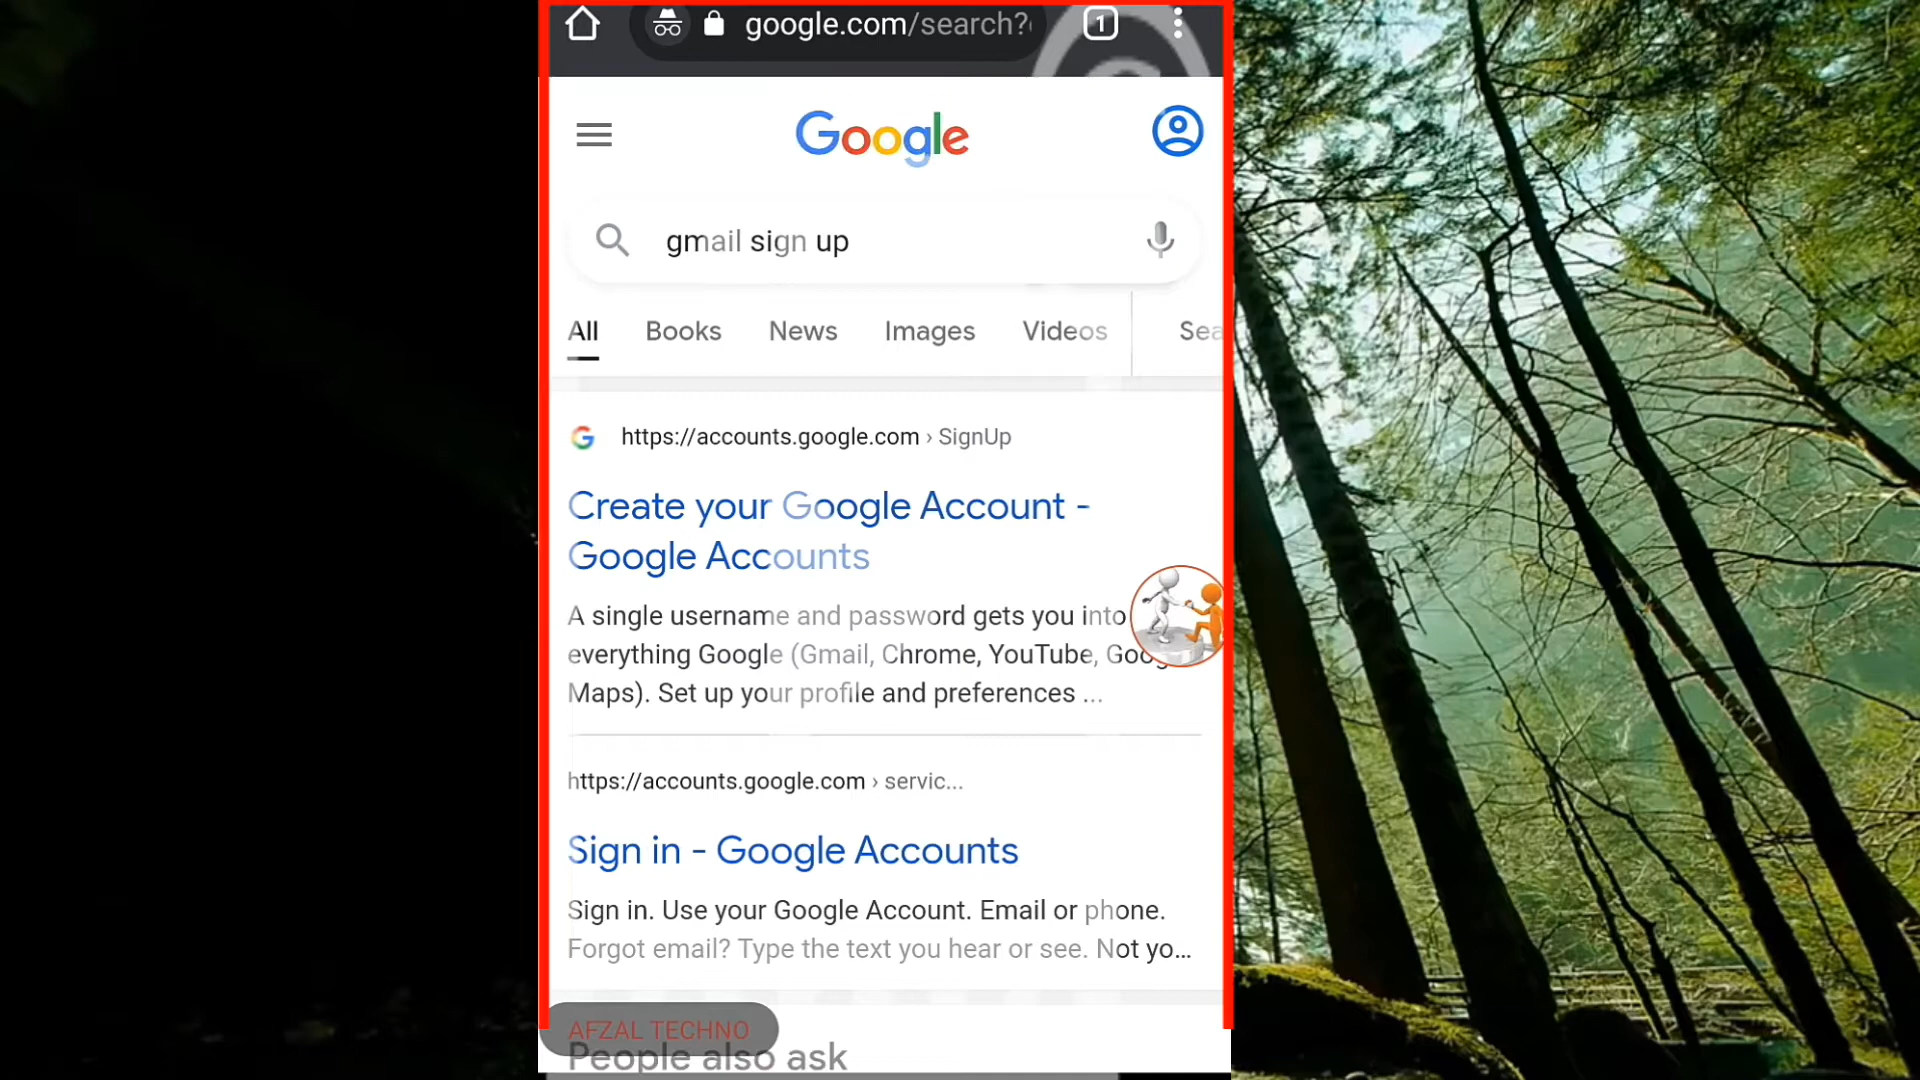 google.com/search?
1
Google
gmail sign up
All Books News Images Videos Sea
https://accounts.google.com › SignUp
Create your Google Account -
Google Accounts
A single username and password gets you into
everything Google (Gmail, Chrome, YouTube, Goog
Maps). Set up your profile and preferences ...
https://accounts.google.com › servic...
Sign in - Google Accounts
Sign in. Use your Google Account. Email or phone.
Forgot email? Type the text you hear or see. Not yo...
AFZAL TECHNO
People also ask